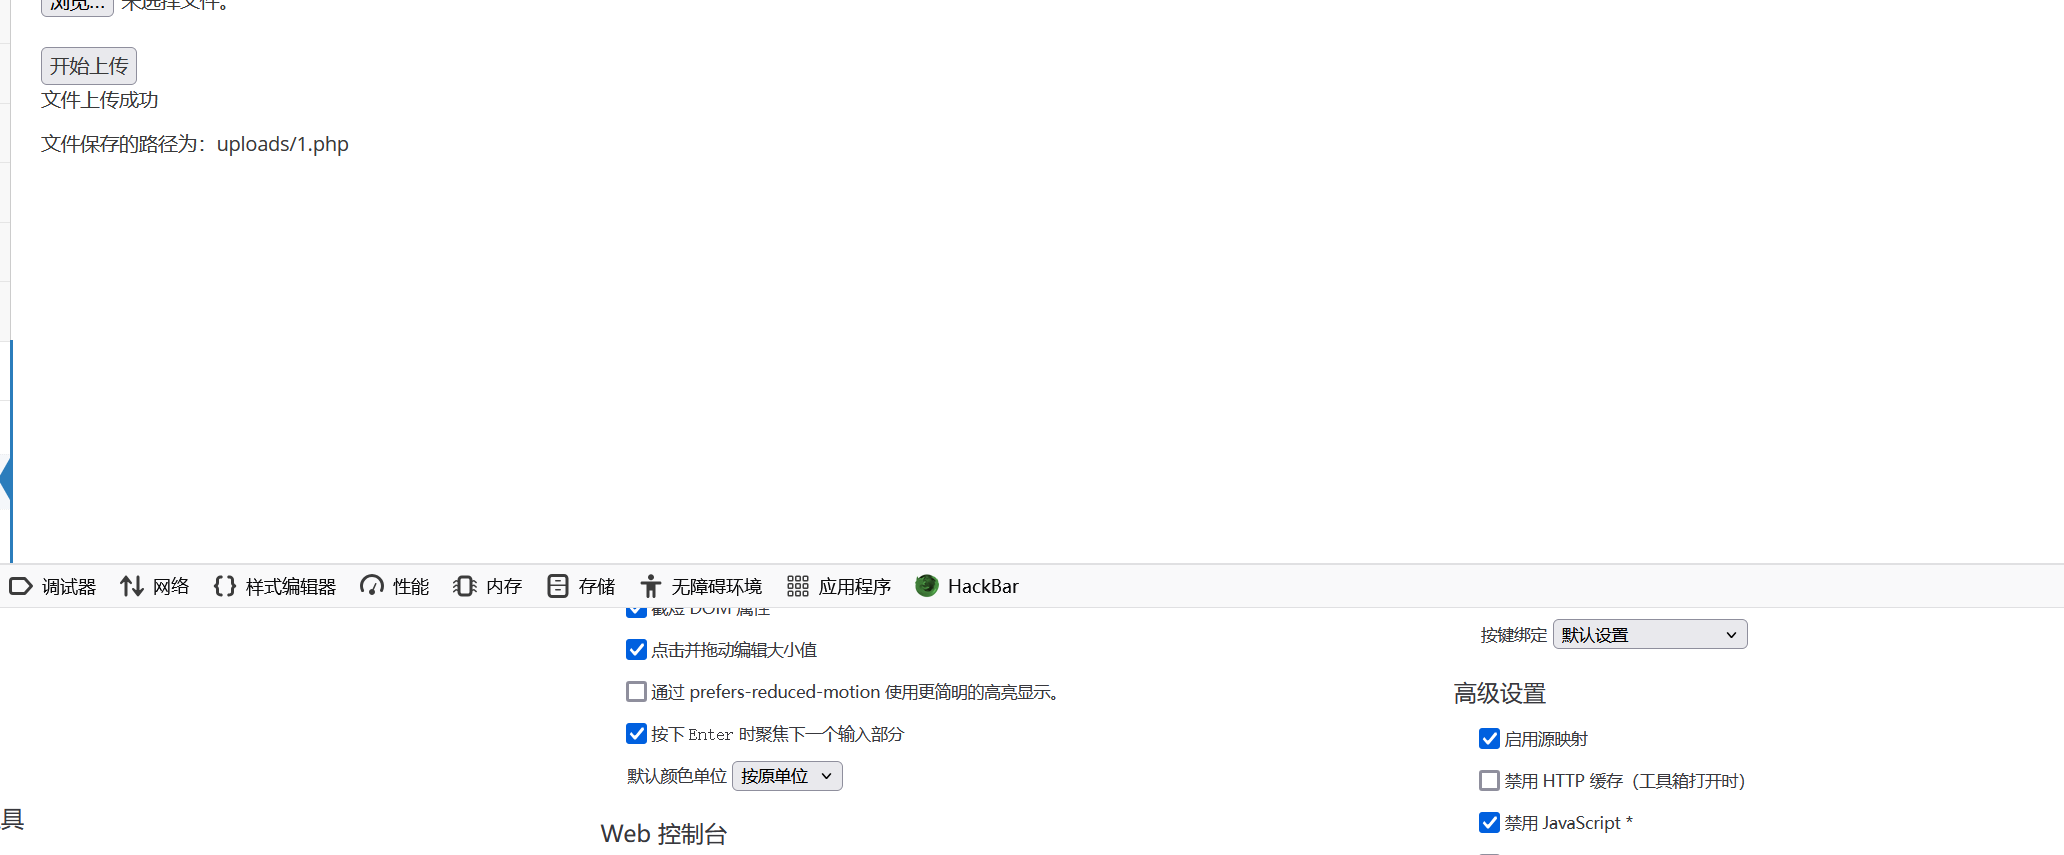 浏览... 未选择文件。
开始上传
文件上传成功
文件保存的路径为：uploads/1.php
调试器 网络 样式编辑器 性能 内存 存储 无障碍环境 应用程序 HackBar
截短 DOM 属性
点击并拖动编辑大小值
通过 prefers-reduced-motion 使用更简明的高亮显示。
按下 Enter 时聚焦下一个输入部分
默认颜色单位 按原单位
具
Web 控制台
按键绑定 默认设置
高级设置
启用源映射
禁用 HTTP 缓存（工具箱打开时）
禁用 JavaScript *